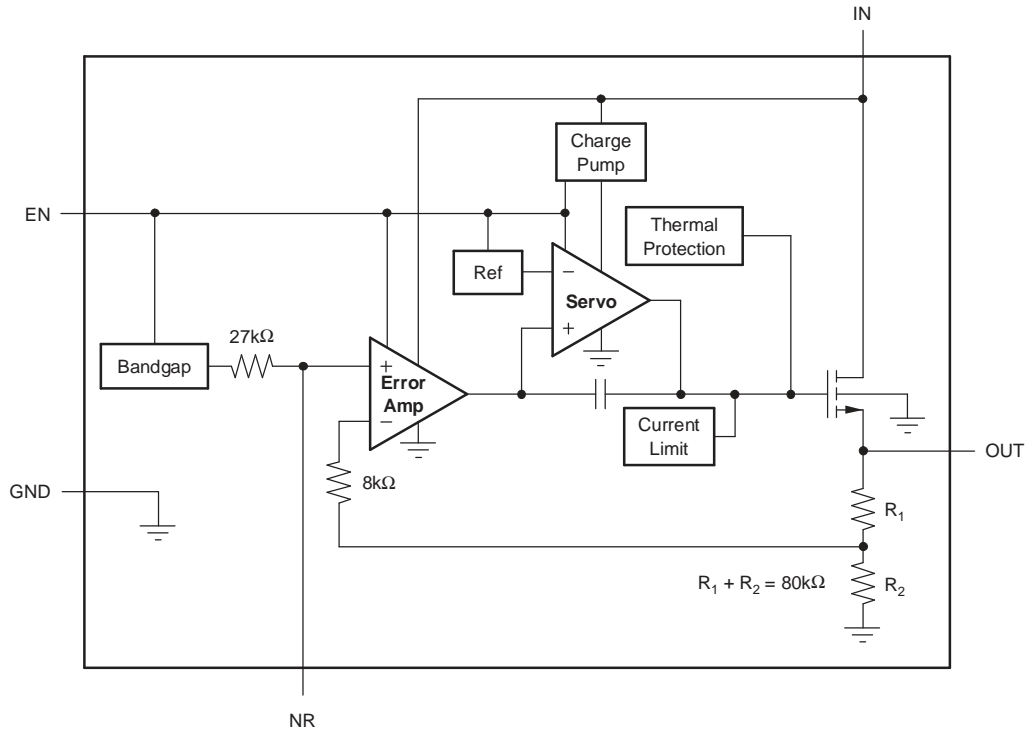 IN
Charge
Pump
EN
Thermal
Protection
Ref
−
Servo
+
27kΩ
Bandgap
+
Error
Amp
−
Current
Limit
OUT
8kΩ
GND
R1
R1 + R2 = 80kΩ
R2
NR